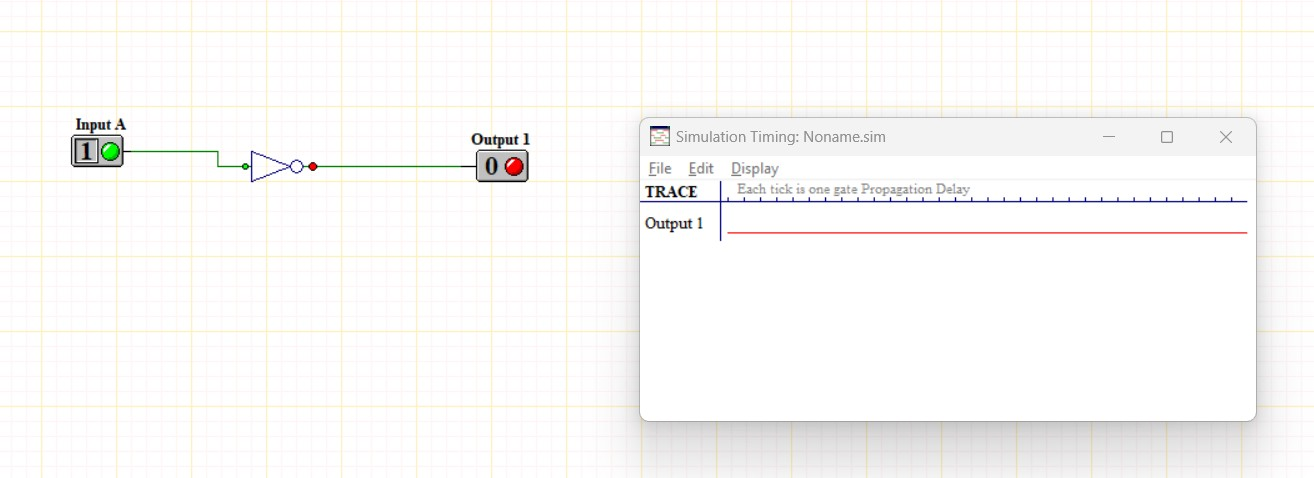 Input A
1
Output 1
0
Simulation Timing: Noname.sim
File Edit Display
TRACE Each tick is one gate Propagation Delay
Output 1